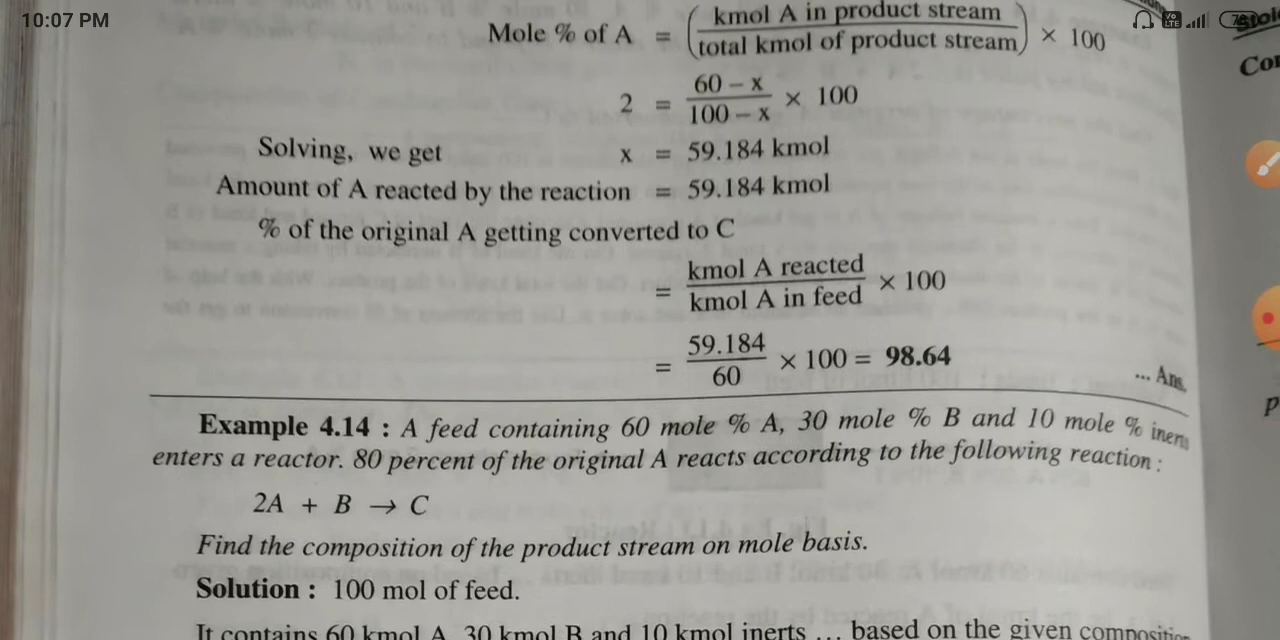 10:07 PM
Mole % of A = (kmol A in product stream / total kmol of product stream) × 100
2 = 60 – x / 100 – x × 100
Solving, we get x = 59.184 kmol
Amount of A reacted by the reaction = 59.184 kmol
% of the original A getting converted to C
= kmol A reacted / kmol A in feed × 100
= 59.184 / 60 × 100 = 98.64
... Ans.
Example 4.14 : A feed containing 60 mole % A, 30 mole % B and 10 mole % inerts
enters a reactor. 80 percent of the original A reacts according to the following reaction :
2A + B → C
Find the composition of the product stream on mole basis.
Solution : 100 mol of feed.
It contains 60 kmol A, 30 kmol B and 10 kmol inerts ... based on the given